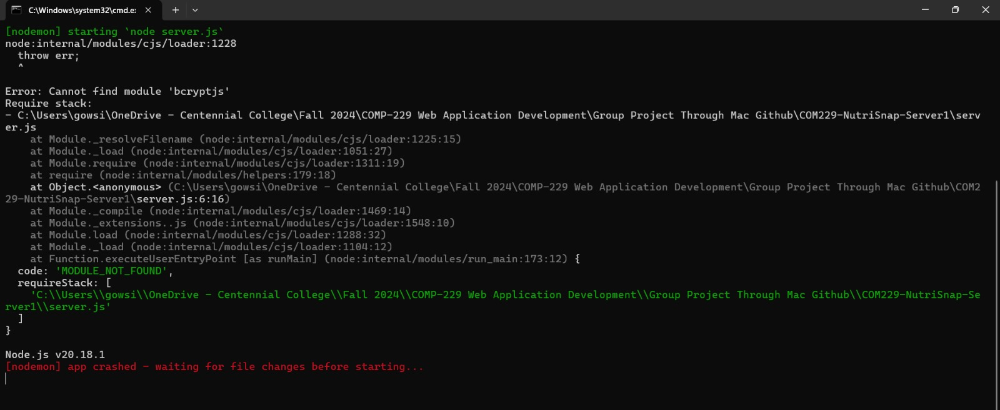 C:\Windows\system32\cmd.e:
[nodemon] starting `node server.js`
node:internal/modules/cjs/loader:1228
  throw err;
  ^
Error: Cannot find module 'bcryptjs'
Require stack:
- C:\Users\gowsi\OneDrive - Centennial College\Fall 2024\COMP-229 Web Application Development\Group Project Through Mac Github\COM229-NutriSnap-Server1\serv
er.js
    at Module._resolveFilename (node:internal/modules/cjs/loader:1225:15)
    at Module._load (node:internal/modules/cjs/loader:1051:27)
    at Module.require (node:internal/modules/cjs/loader:1311:19)
    at require (node:internal/modules/helpers:179:18)
    at Object.<anonymous> (C:\Users\gowsi\OneDrive - Centennial College\Fall 2024\COMP-229 Web Application Development\Group Project Through Mac Github\COM2
29-NutriSnap-Server1\server.js:6:16)
    at Module._compile (node:internal/modules/cjs/loader:1469:14)
    at Module._extensions..js (node:internal/modules/cjs/loader:1548:10)
    at Module.load (node:internal/modules/cjs/loader:1288:32)
    at Module._load (node:internal/modules/cjs/loader:1104:12)
    at Function.executeUserEntryPoint [as runMain] (node:internal/modules/run_main:173:12) {
  code: 'MODULE_NOT_FOUND',
  requireStack: [
    'C:\\Users\\gowsi\\OneDrive - Centennial College\\Fall 2024\\COMP-229 Web Application Development\\Group Project Through Mac Github\\COM229-NutriSnap-Se
rver1\\server.js'
  ]
}
Node.js v20.18.1
[nodemon] app crashed - waiting for file changes before starting...